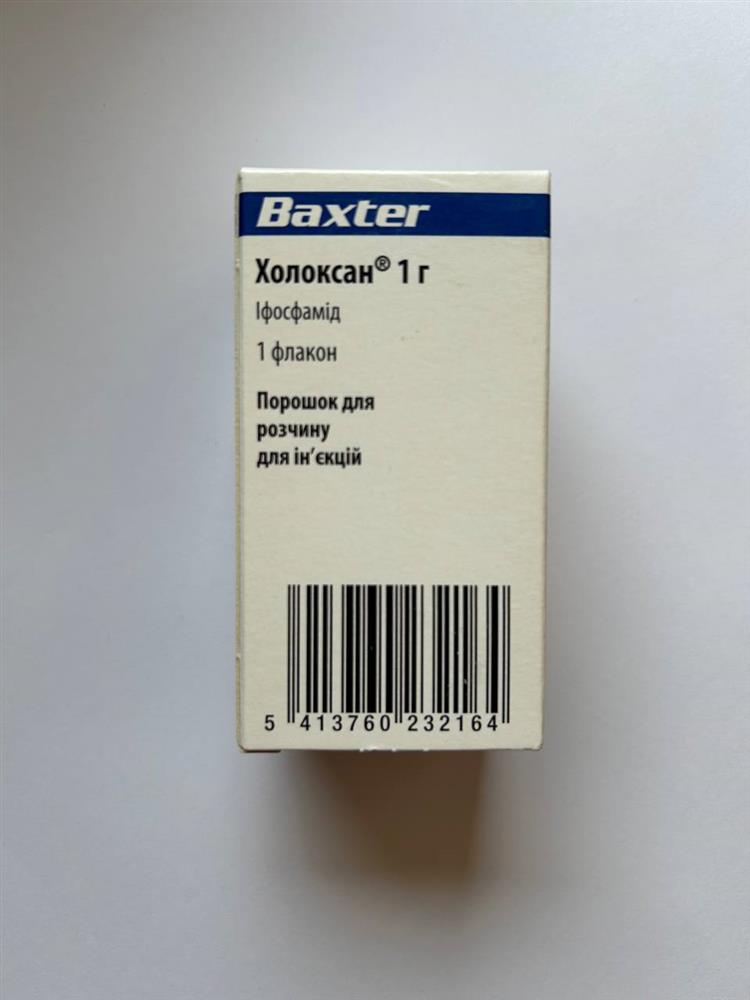 Baxter
Холоксан® 1 г
Іфосфамід
1 флакон
Порошок для
розчину
для ін'єкцій
5 413760 232164